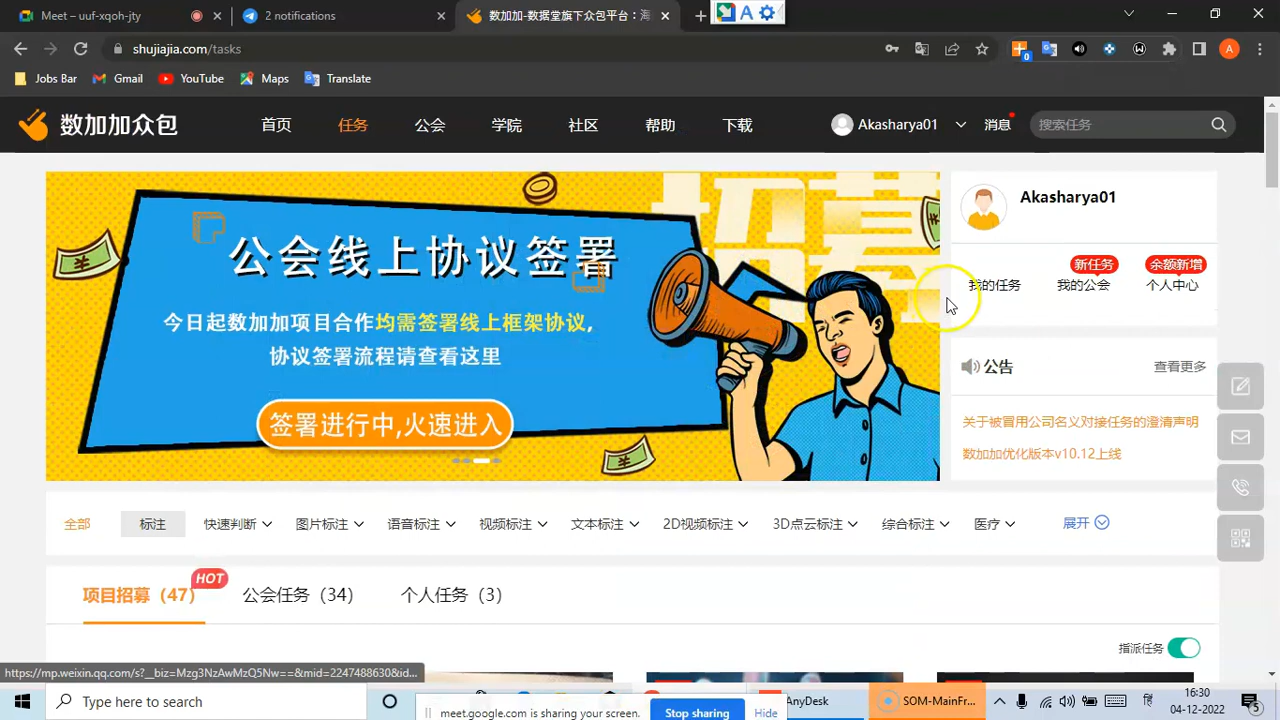 Meet – uuf-xqoh-jty
2 notifications
数加加-数据堂旗下众包平台：海
A
shujiajia.com/tasks
0
A
Jobs Bar
Gmail
YouTube
Maps
Translate
数加加众包
首页
任务
公会
学院
社区
帮助
下载
Akasharya01
消息
搜索任务
招募
公会线上协议签署
今日起数加加项目合作均需签署线上框架协议,
协议签署流程请查看这里
签署进行中,火速进入
Akasharya01
新任务
余额新增
我的任务
我的公会
个人中心
公告
查看更多
关于被冒用公司名义对接任务的澄清声明
数加加优化版本v10.12上线
全部
标注
快速判断
图片标注
语音标注
视频标注
文本标注
2D视频标注
3D点云标注
综合标注
医疗
展开
项目招募（47）
HOT
公会任务（34）
个人任务（3）
指派任务
https://mp.weixin.qq.com/s?__biz=Mzg3NzAwMzQ5Nw==&mid=2247488630&id...
Type here to search
meet.google.com is sharing your screen.
Stop sharing
Hide
AnyDesk
SOM-MainFr...
16:30
04-12-2022
5